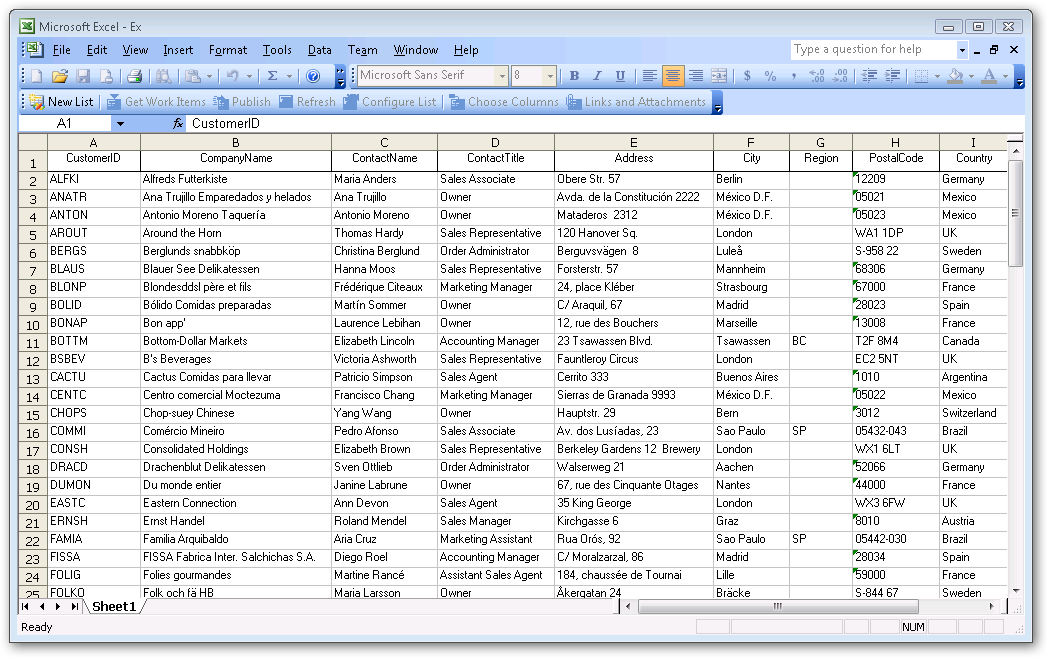 Microsoft Excel - Ex
File Edit View Insert Format Tools Data Team Window Help Type a question for help
Microsoft Sans Serif 8 B I U $ % ,
New List Get Work Items Publish Refresh Configure List Choose Columns Links and Attachments
A1 fx CustomerID
A B C D E F G H I
1 CustomerID CompanyName ContactName ContactTitle Address City Region PostalCode Country
2 ALFKI Alfreds Futterkiste Maria Anders Sales Associate Obere Str. 57 Berlin 12209 Germany
3 ANATR Ana Trujillo Emparedados y helados Ana Trujillo Owner Avda. de la Constitución 2222 México D.F. 05021 Mexico
4 ANTON Antonio Moreno Taquería Antonio Moreno Owner Mataderos 2312 México D.F. 05023 Mexico
5 AROUT Around the Horn Thomas Hardy Sales Representative 120 Hanover Sq. London WA1 1DP UK
6 BERGS Berglunds snabbköp Christina Berglund Order Administrator Berguvsvägen 8 Luleå S-958 22 Sweden
7 BLAUS Blauer See Delikatessen Hanna Moos Sales Representative Forsterstr. 57 Mannheim 68306 Germany
8 BLONP Blondesddsl père et fils Frédérique Citeaux Marketing Manager 24, place Kléber Strasbourg 67000 France
9 BOLID Bólido Comidas preparadas Martín Sommer Owner C/ Araquil, 67 Madrid 28023 Spain
10 BONAP Bon app' Laurence Lebihan Owner 12, rue des Bouchers Marseille 13008 France
11 BOTTM Bottom-Dollar Markets Elizabeth Lincoln Accounting Manager 23 Tsawassen Blvd. Tsawassen BC T2F 8M4 Canada
12 BSBEV B's Beverages Victoria Ashworth Sales Representative Fauntleroy Circus London EC2 5NT UK
13 CACTU Cactus Comidas para llevar Patricio Simpson Sales Agent Cerrito 333 Buenos Aires 1010 Argentina
14 CENTC Centro comercial Moctezuma Francisco Chang Marketing Manager Sierras de Granada 9993 México D.F. 05022 Mexico
15 CHOPS Chop-suey Chinese Yang Wang Owner Hauptstr. 29 Bern 3012 Switzerland
16 COMMI Comércio Mineiro Pedro Afonso Sales Associate Av. dos Lusíadas, 23 Sao Paulo SP 05432-043 Brazil
17 CONSH Consolidated Holdings Elizabeth Brown Sales Representative Berkeley Gardens 12 Brewery London WX1 6LT UK
18 DRACD Drachenblut Delikatessen Sven Ottlieb Order Administrator Walserweg 21 Aachen 52066 Germany
19 DUMON Du monde entier Janine Labrune Owner 67, rue des Cinquante Otages Nantes 44000 France
20 EASTC Eastern Connection Ann Devon Sales Agent 35 King George London WX3 6FW UK
21 ERNSH Ernst Handel Roland Mendel Sales Manager Kirchgasse 6 Graz 8010 Austria
22 FAMIA Familia Arquibaldo Aria Cruz Marketing Assistant Rua Orós, 92 Sao Paulo SP 05442-030 Brazil
23 FISSA FISSA Fabrica Inter. Salchichas S.A. Diego Roel Accounting Manager C/ Moralzarzal, 86 Madrid 28034 Spain
24 FOLIG Folies gourmandes Martine Rancé Assistant Sales Agent 184, chaussée de Tournai Lille 59000 France
25 FOLKO Folk och fä HB Maria Larsson Owner Åkergatan 24 Bräcke S-844 67 Sweden
Sheet1
Ready NUM